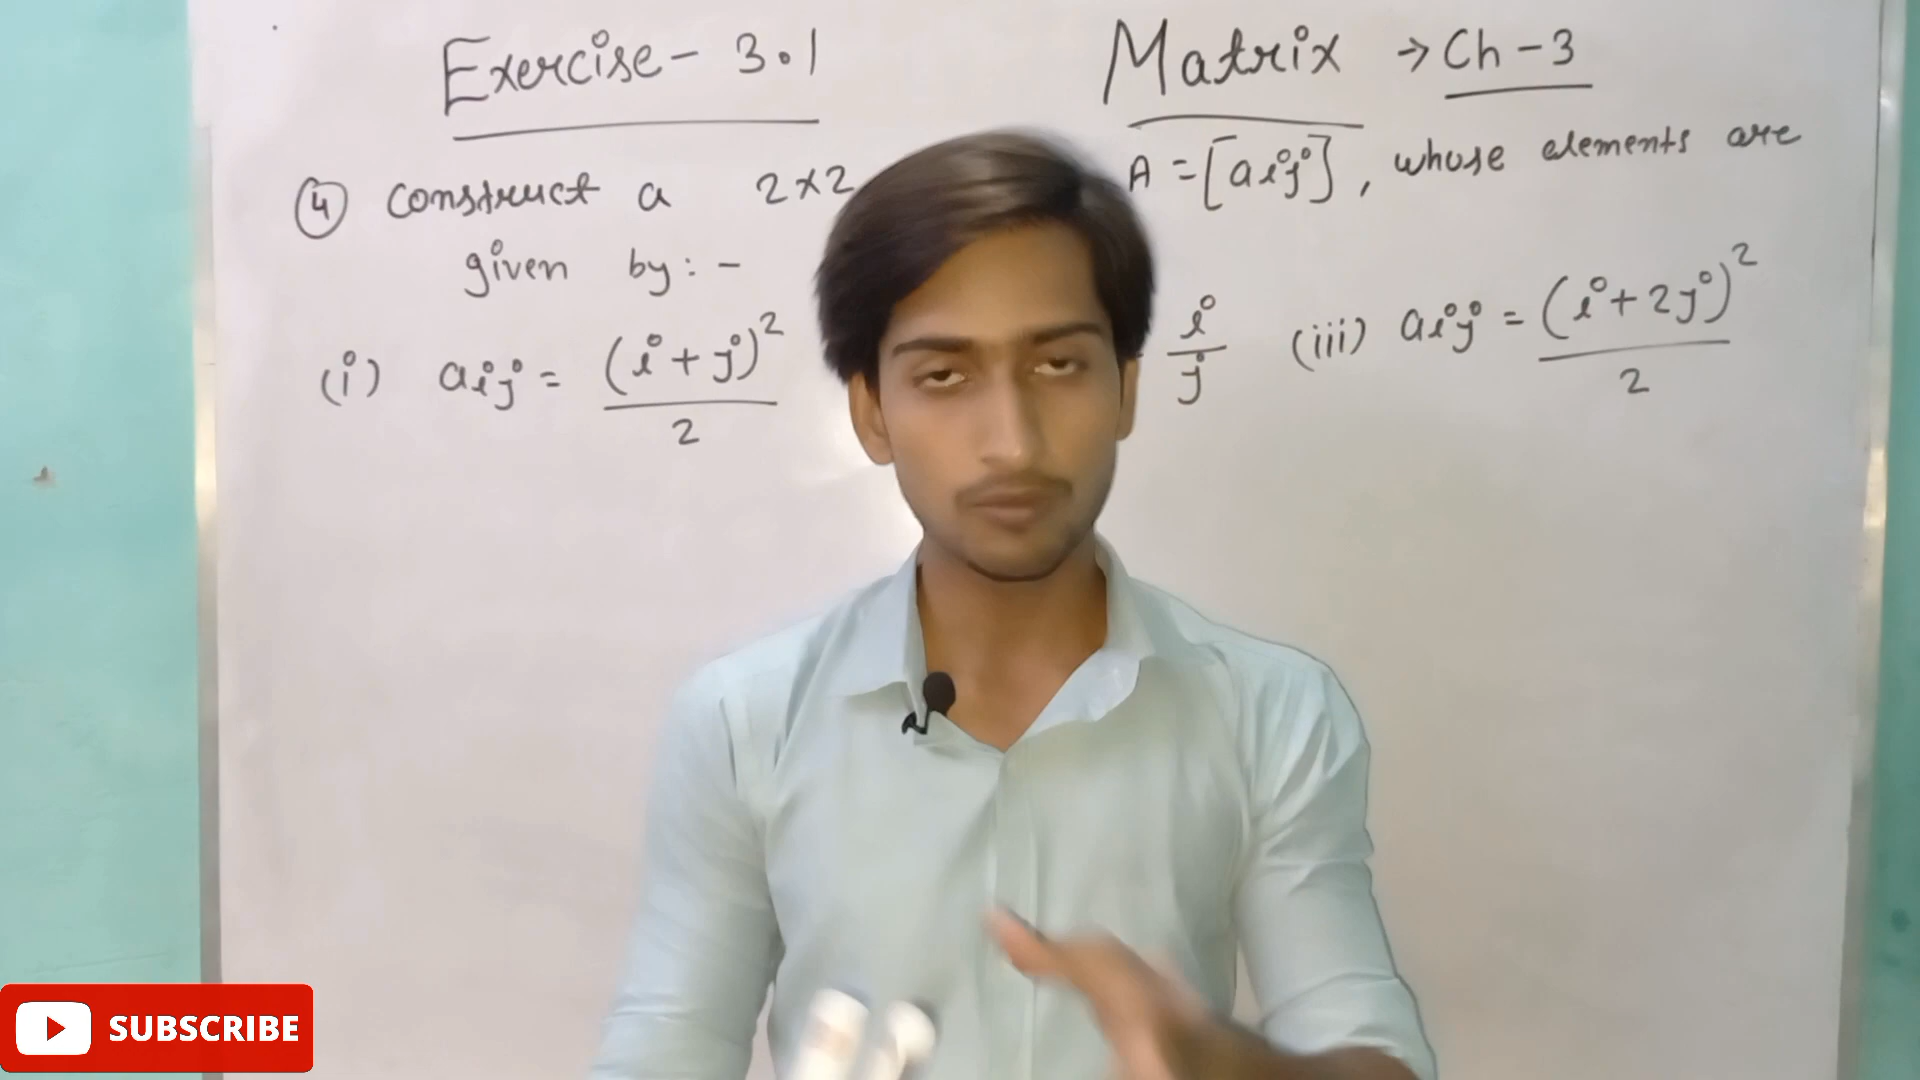 Exercise - 3.1
Matrix → Ch - 3
④ Construct a 2×2 A = [aij], whose elements are
given by: -
(i) aij = (i + j)²/2 i/j (iii) aij = (i + 2j)²/2
SUBSCRIBE